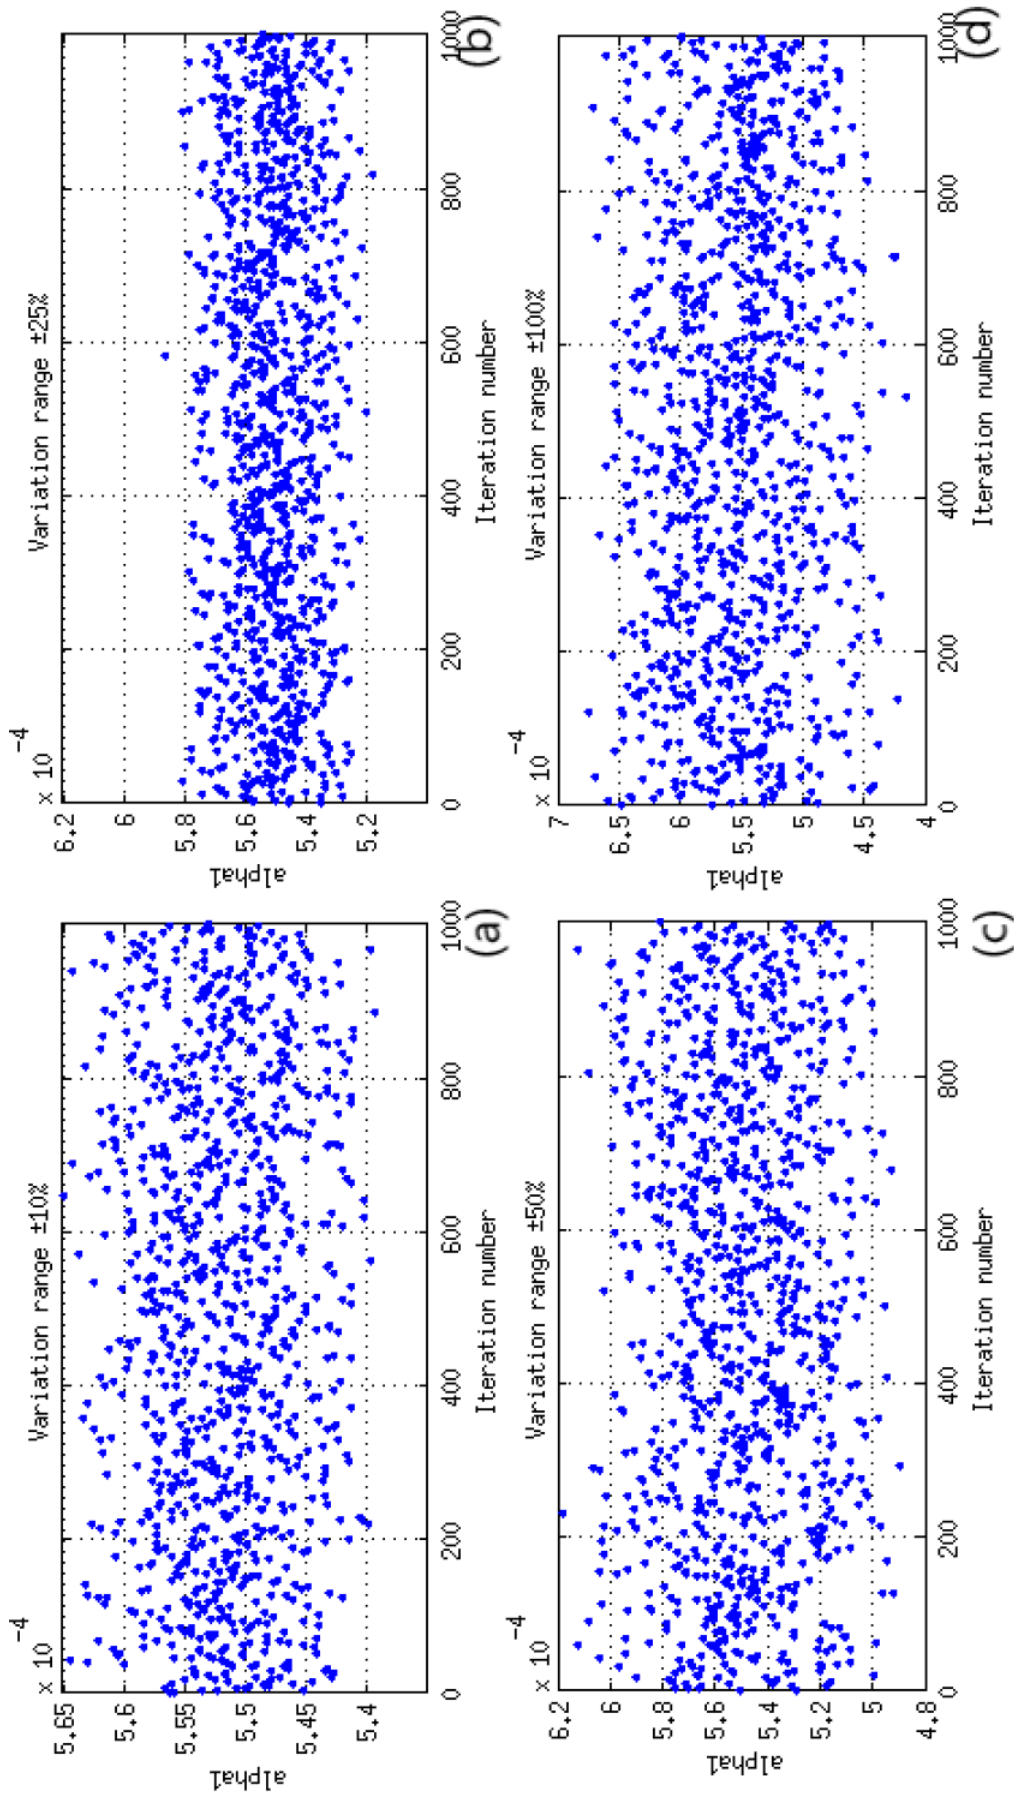 Variation range ±10%
x 10
-4
5.65
5.6
5.55
5.5
5.45
5.4
alpha1
0
200
400
600
800
1000
Iteration number
(a)
Variation range ±25%
x 10
-4
6.2
6
5.8
5.6
5.4
5.2
alpha1
0
200
400
600
800
1000
Iteration number
(b)
Variation range ±50%
x 10
-4
6.2
6
5.8
5.6
5.4
5.2
5
4.8
alpha1
0
200
400
600
800
1000
Iteration number
(c)
Variation range ±100%
x 10
-4
7
6.5
6
5.5
5
4.5
4
alpha1
0
200
400
600
800
1000
Iteration number
(d)